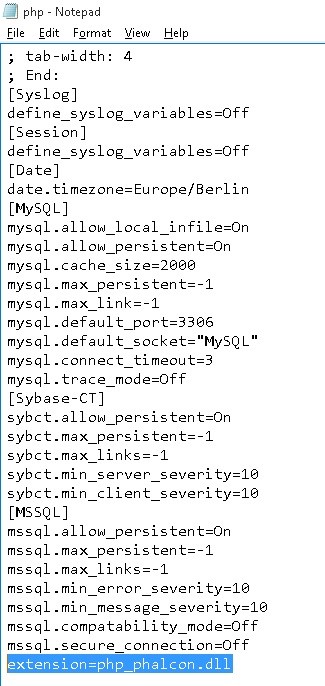 php - Notepad
File Edit Format View Help
; tab-width: 4
; End:
[Syslog]
define_syslog_variables=Off
[Session]
define_syslog_variables=Off
[Date]
date.timezone=Europe/Berlin
[MySQL]
mysql.allow_local_infile=On
mysql.allow_persistent=On
mysql.cache_size=2000
mysql.max_persistent=-1
mysql.max_link=-1
mysql.default_port=3306
mysql.default_socket="MySQL"
mysql.connect_timeout=3
mysql.trace_mode=Off
[Sybase-CT]
sybct.allow_persistent=On
sybct.max_persistent=-1
sybct.max_links=-1
sybct.min_server_severity=10
sybct.min_client_severity=10
[MSSQL]
mssql.allow_persistent=On
mssql.max_persistent=-1
mssql.max_links=-1
mssql.min_error_severity=10
mssql.min_message_severity=10
mssql.compatability_mode=Off
mssql.secure_connection=Off
extension=php_phalcon.dll